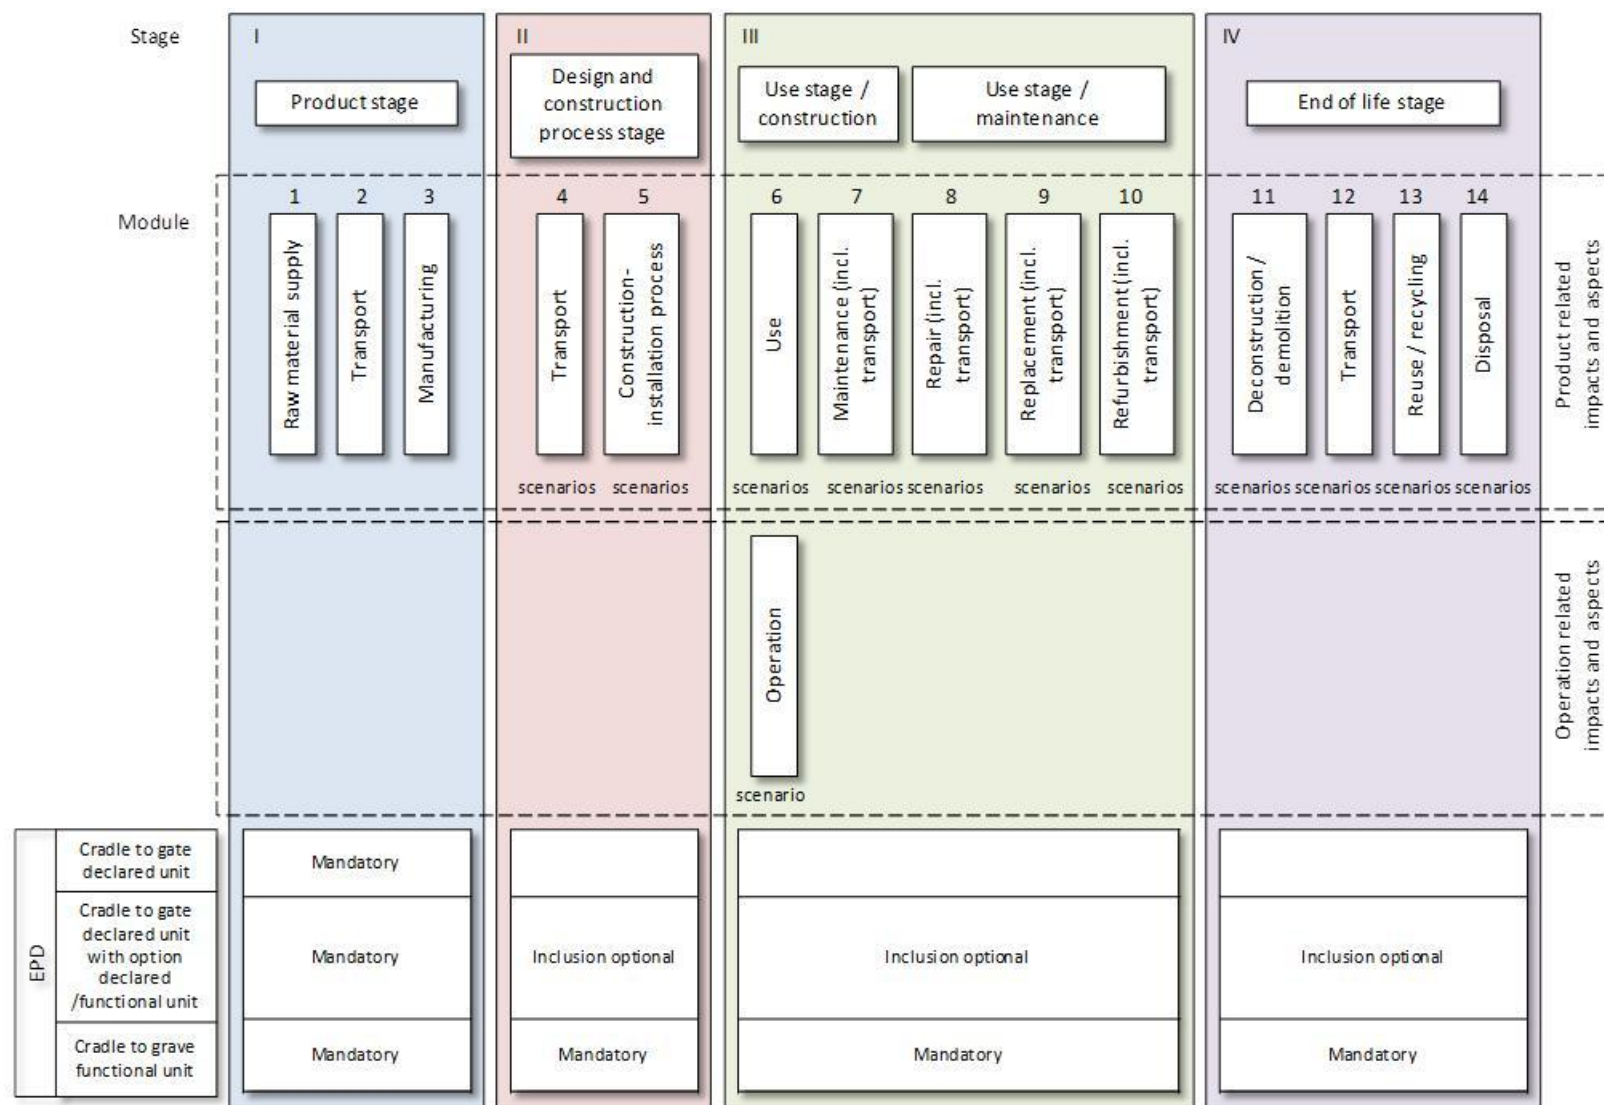 Stage
I
II
III
IV
Product stage
Design and
construction
process stage
Use stage /
construction
Use stage /
maintenance
End of life stage
Module
1
2
3
4
5
6
7
8
9
10
11
12
13
14
Raw material supply
Transport
Manufacturing
Transport
Construction-
installation process
Use
Maintenance (incl.
transport)
Repair (incl.
transport)
Replacement (incl.
transport)
Refurbishment (incl.
transport)
Deconstruction /
demolition
Transport
Reuse / recycling
Disposal
Product related
impacts and aspects
scenarios
scenarios
scenarios
scenarios
scenarios
scenarios
scenarios
scenarios
scenarios
scenarios
scenarios
Operation
scenario
Operation related
impacts and aspects
EPD
Cradle to gate
declared unit
Mandatory
Cradle to gate
declared unit
with option
declared
/functional unit
Mandatory
Inclusion optional
Inclusion optional
Inclusion optional
Cradle to grave
functional unit
Mandatory
Mandatory
Mandatory
Mandatory